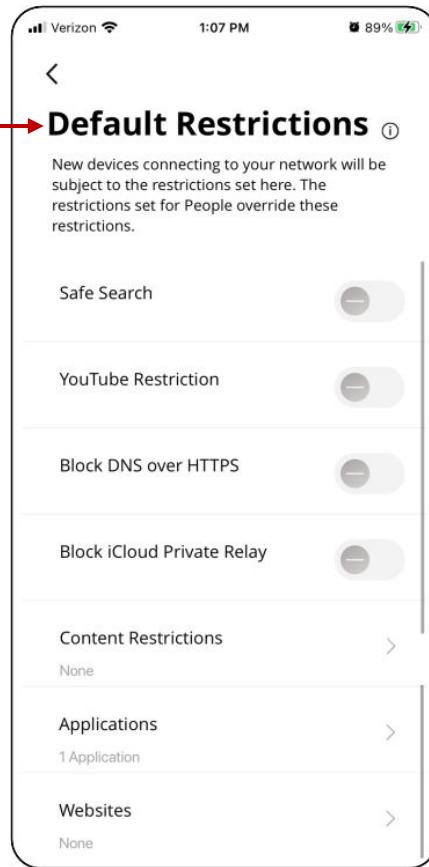 Verizon 1:07 PM 89%
Default Restrictions
New devices connecting to your network will be
subject to the restrictions set here. The
restrictions set for People override these
restrictions.
Safe Search
YouTube Restriction
Block DNS over HTTPS
Block iCloud Private Relay
Content Restrictions
None
Applications
1 Application
Websites
None